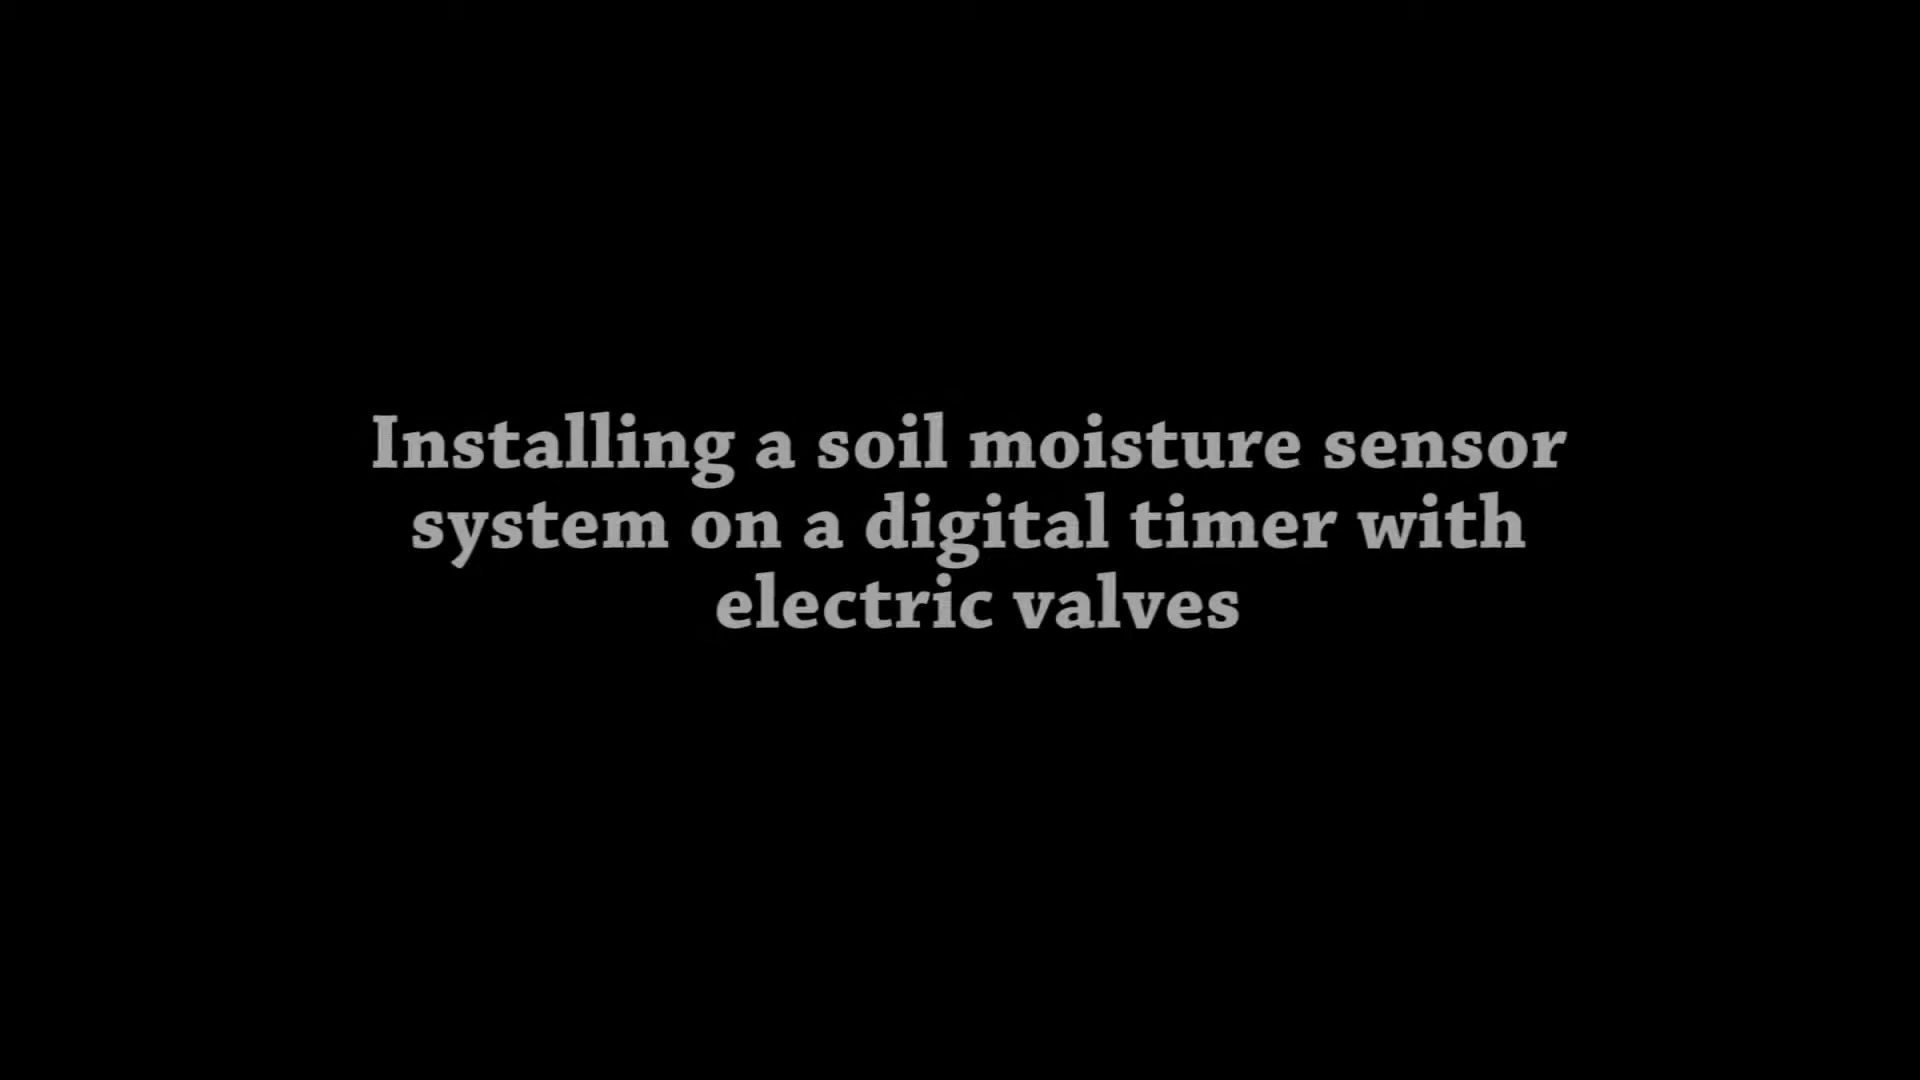 Installing a soil moisture sensor
system on a digital timer with
electric valves